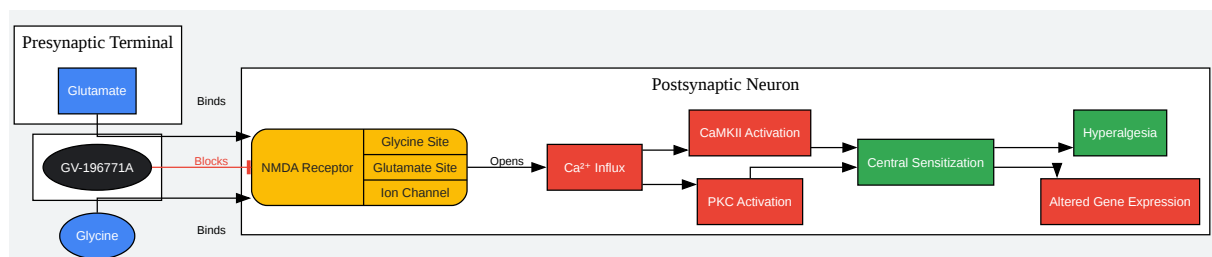 Presynaptic Terminal
Glutamate
Binds
GV-196771A
Blocks
Glycine
Binds
Postsynaptic Neuron
NMDA Receptor
Glycine Site
Glutamate Site
Ion Channel
Opens
Ca²⁺ Influx
CaMKII Activation
PKC Activation
Central Sensitization
Hyperalgesia
Altered Gene Expression